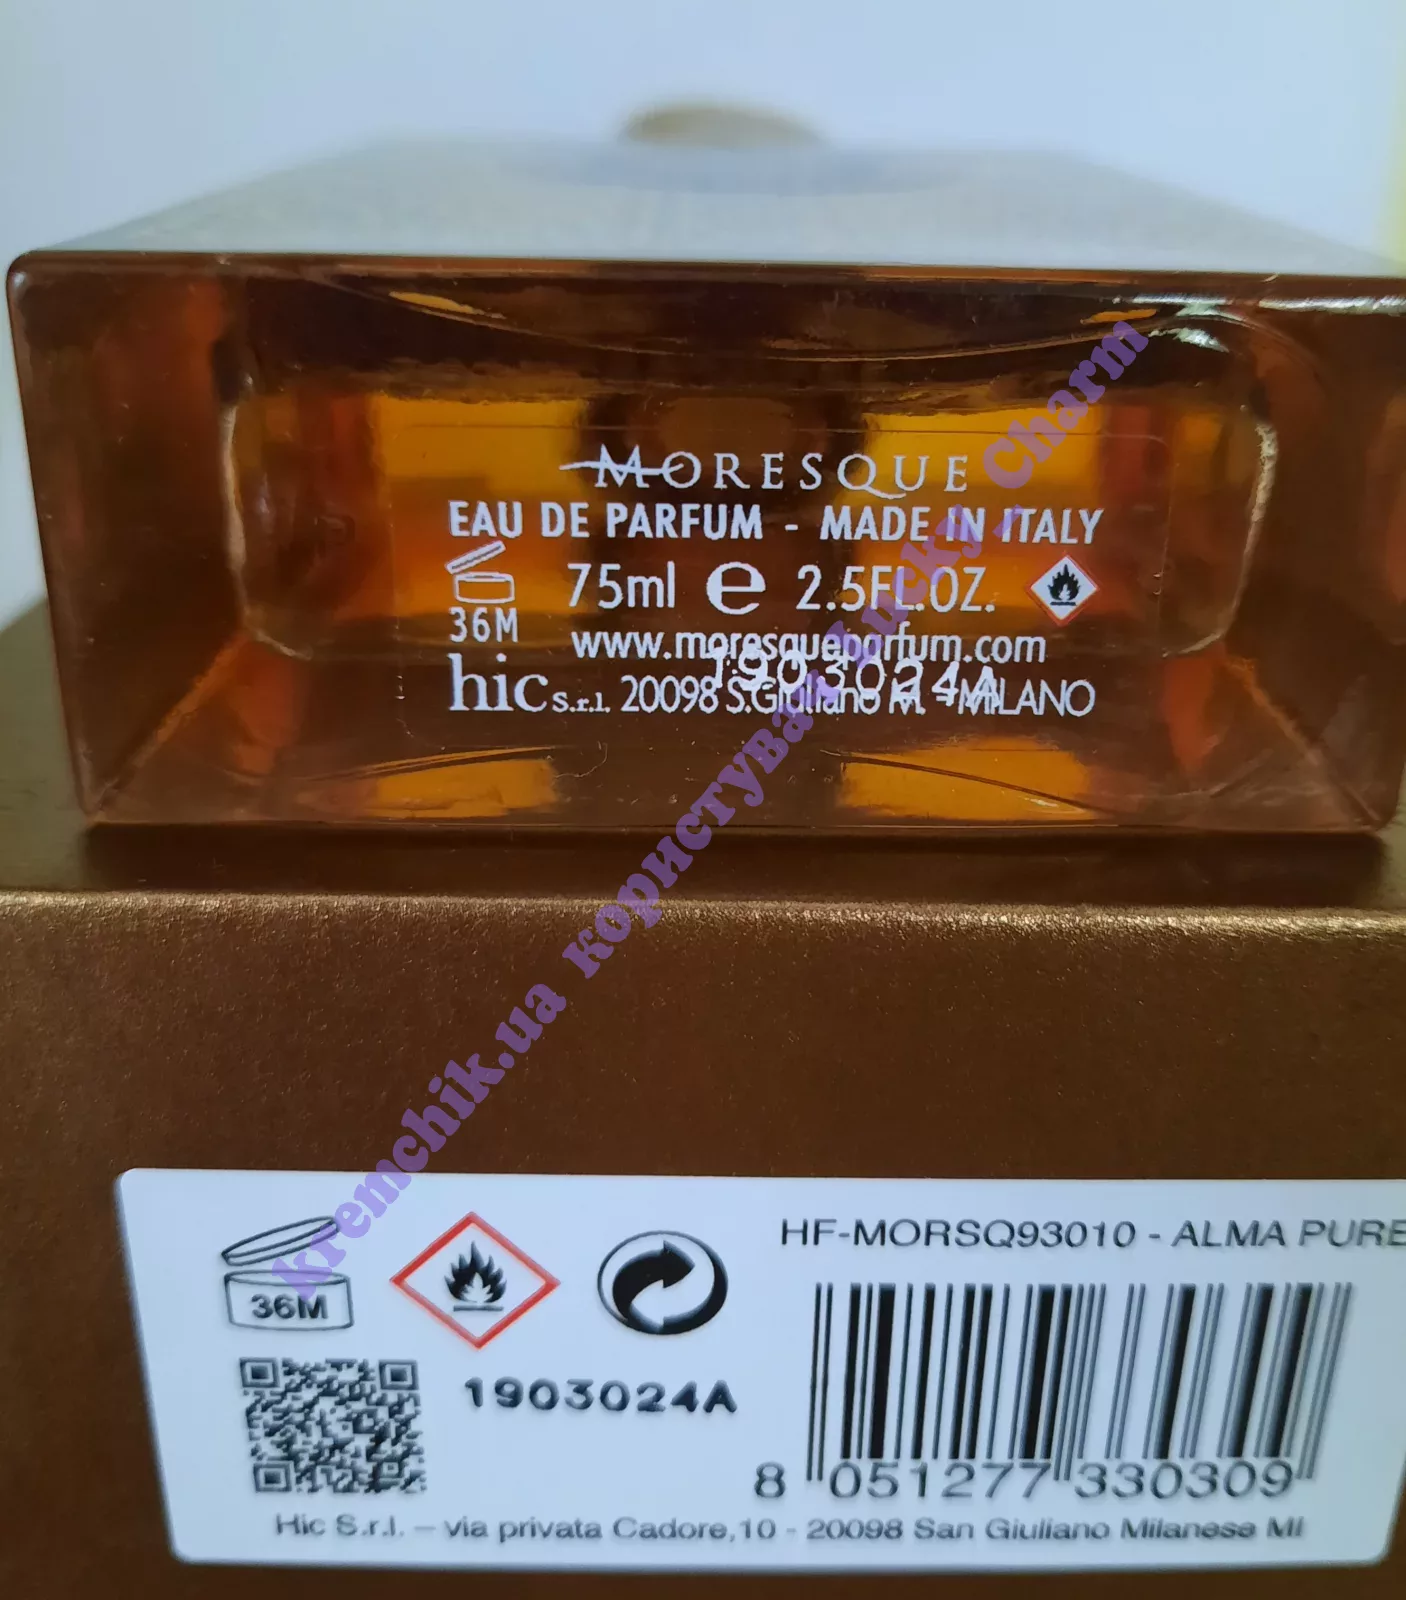 MORESQUE
EAU DE PARFUM - MADE IN ITALY
75ml e 2.5FL.OZ.
36M
www.moresqueparfum.com
1903024A
hic s.r.l. 20098 S.Giuliano M. - MILANO
kremchik.ua користувач Lucky_Charm
HF-MORSQ93010 - ALMA PURE
36M
1903024A
8 051277 330309
Hic S.r.l. – via privata Cadore,10 - 20098 San Giuliano Milanese MI